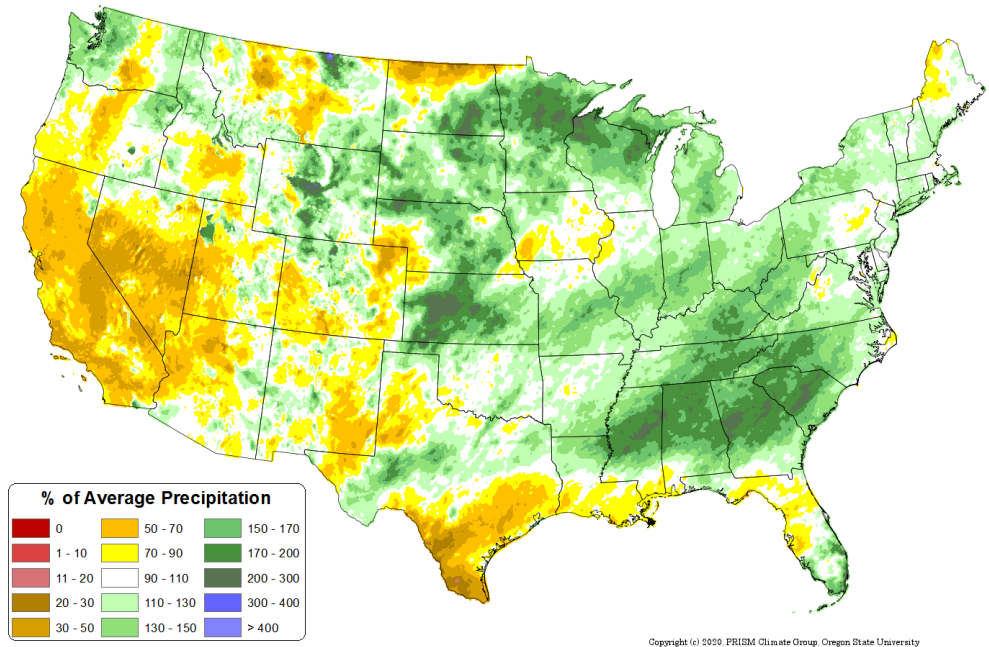 % of Average Precipitation
0
50 - 70
150 - 170
1 - 10
70 - 90
170 - 200
11 - 20
90 - 110
200 - 300
20 - 30
110 - 130
300 - 400
30 - 50
130 - 150
> 400
Copyright (c) 2020, PRISM Climate Group, Oregon State University